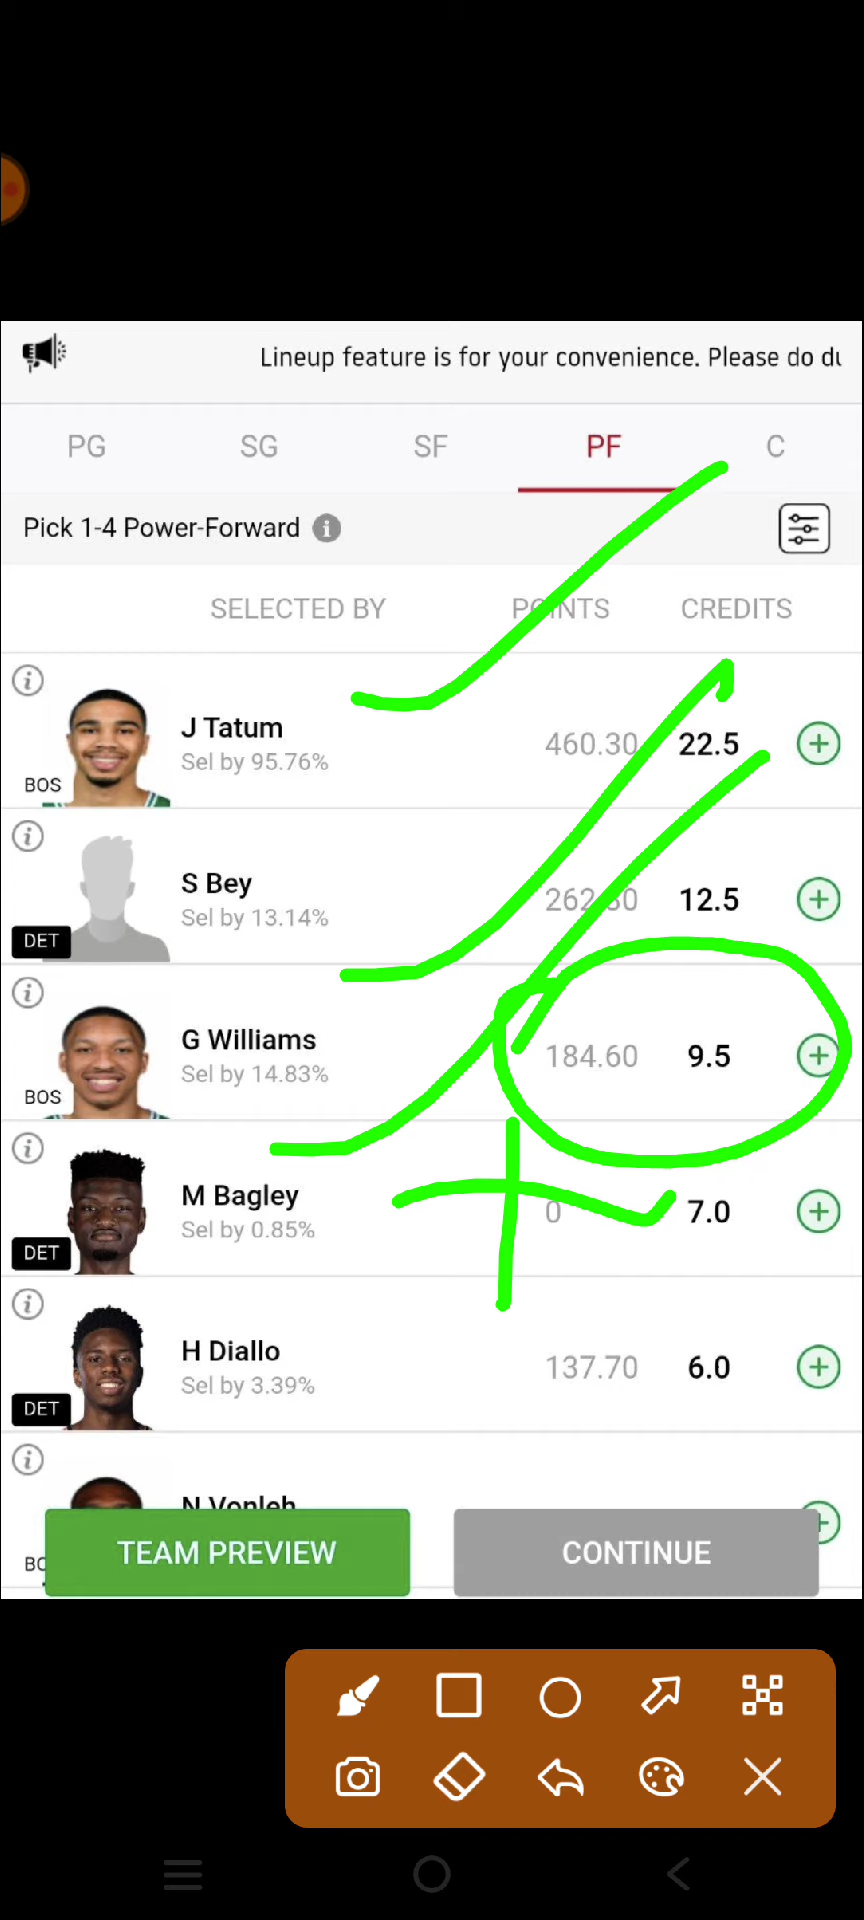 Lineup feature is for your convenience. Please do du
PG SG SF PF C
Pick 1-4 Power-Forward
SELECTED BY POINTS CREDITS
J Tatum
Sel by 95.76%
460.30 22.5
BOS
S Bey
Sel by 13.14%
262.80 12.5
DET
G Williams
Sel by 14.83%
184.60 9.5
BOS
M Bagley
Sel by 0.85%
0 7.0
DET
H Diallo
Sel by 3.39%
137.70 6.0
DET
N Vonleh
TEAM PREVIEW CONTINUE